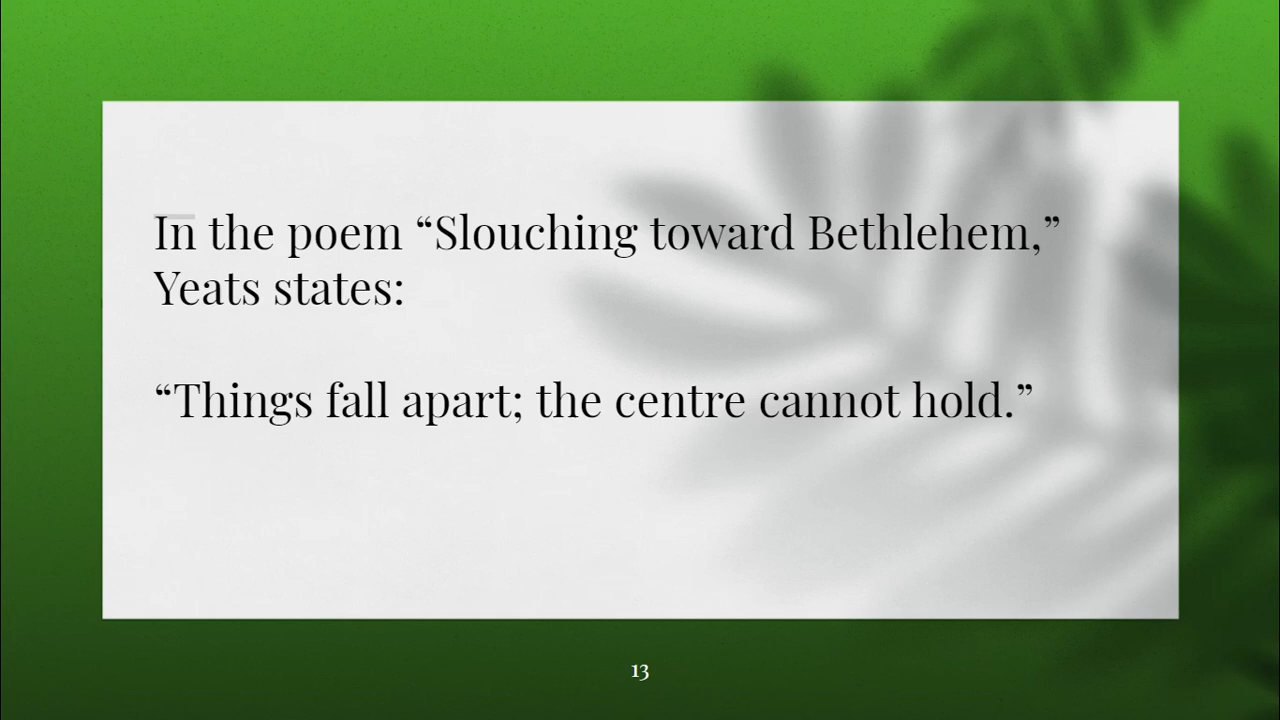 In the poem “Slouching toward Bethlehem,”
Yeats states:
“Things fall apart; the centre cannot hold.”
13